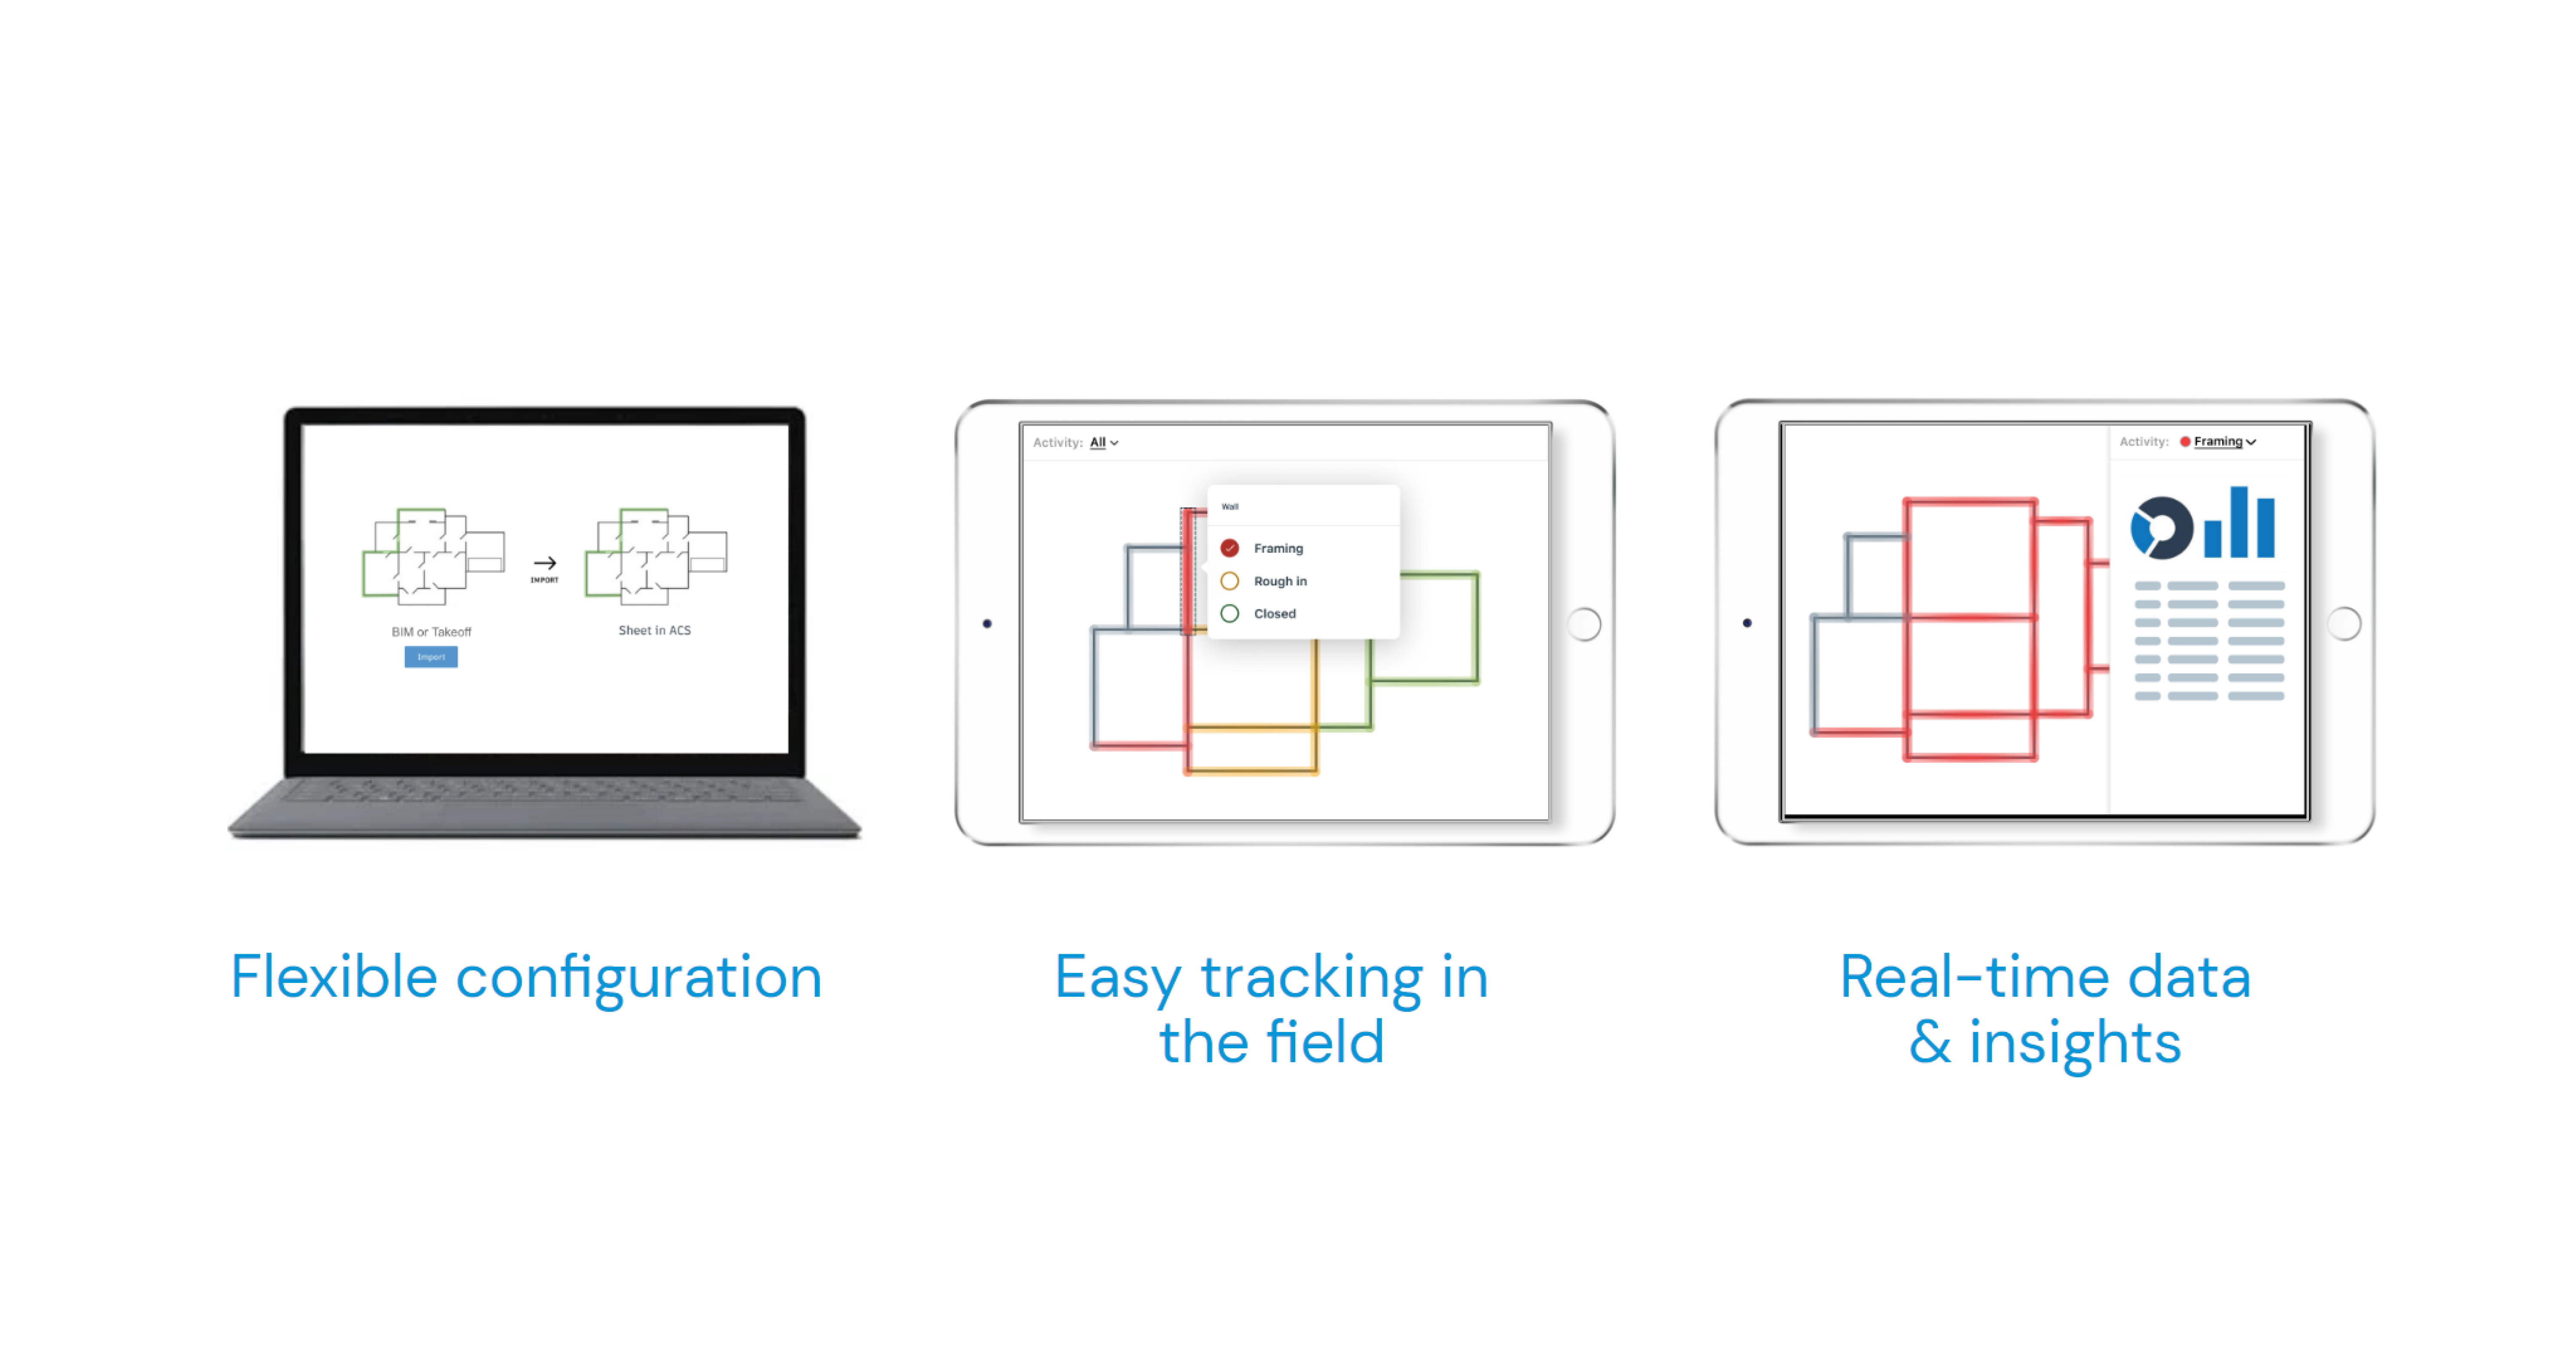 BIM or Takeoff
Import
IMPORT
Sheet in ACS
Flexible configuration
Activity: All
Wall
Framing
Rough in
Closed
Easy tracking in
the field
Activity: Framing
Real-time data
& insights